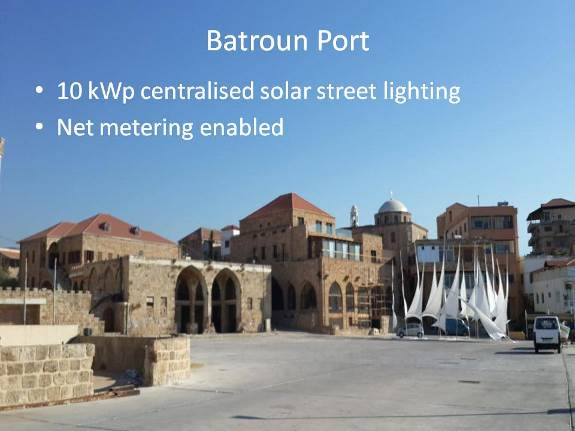 Batroun Port
• 10 kWp centralised solar street lighting
• Net metering enabled